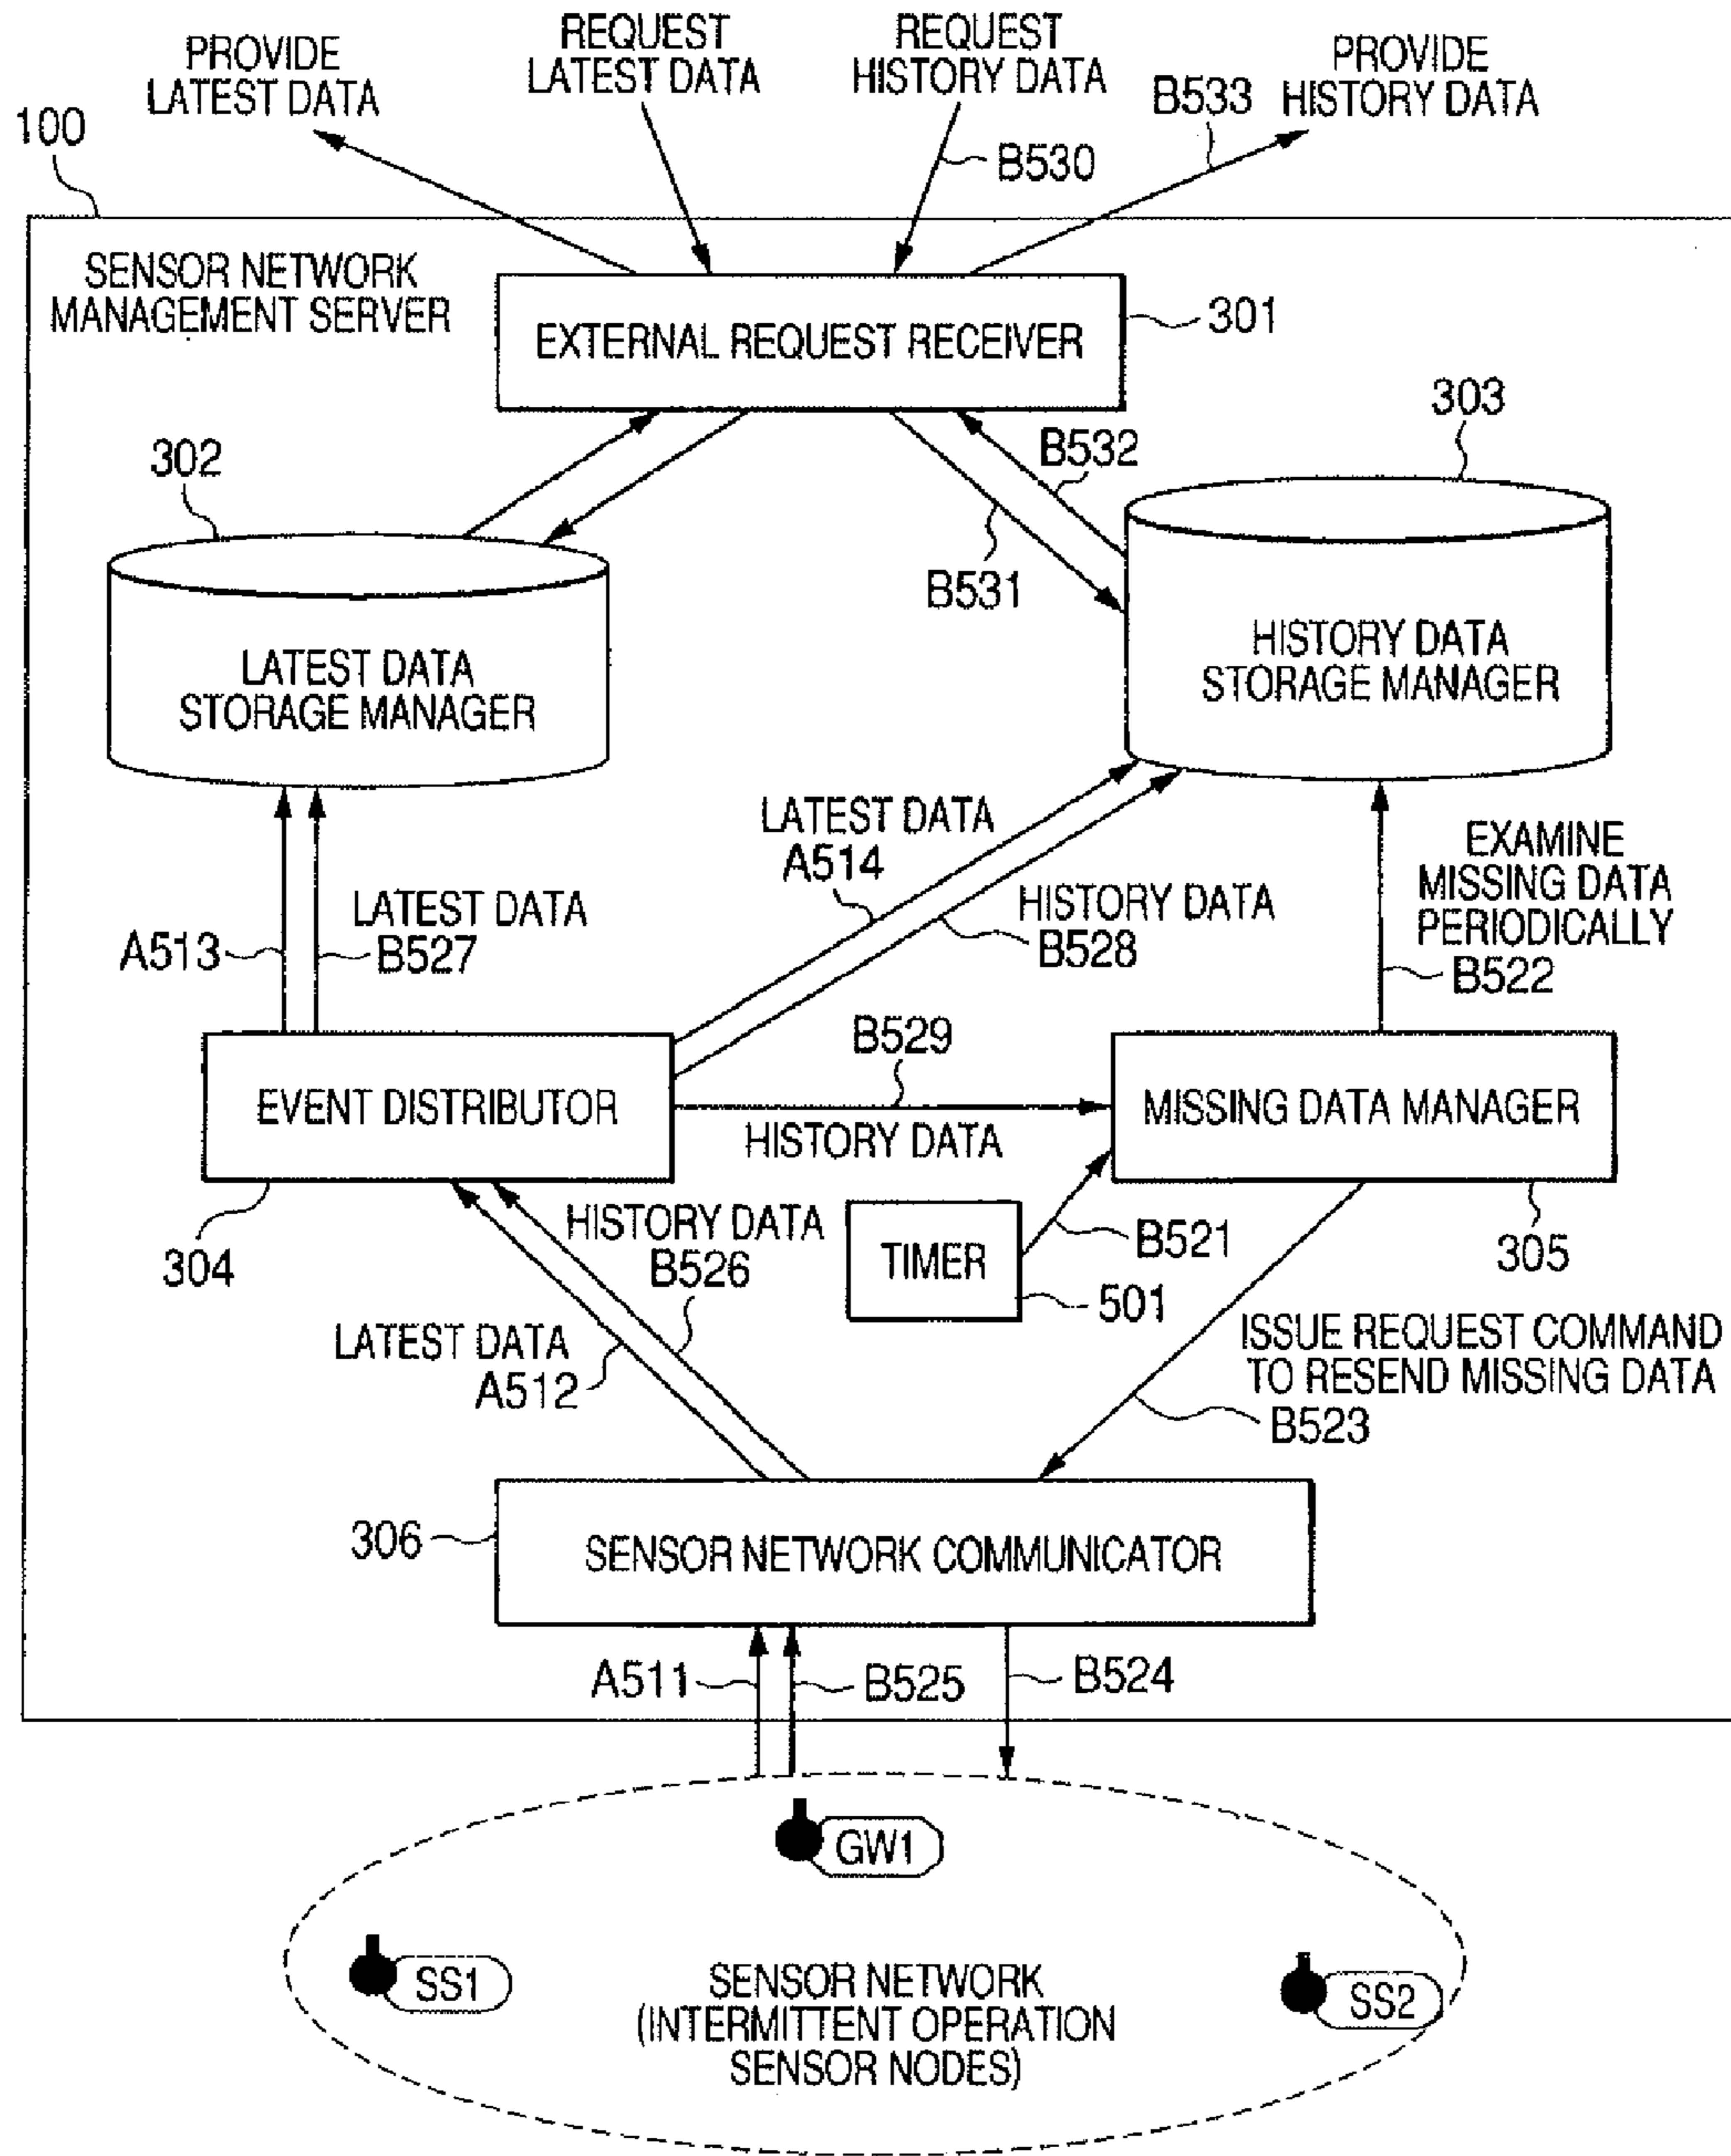 PROVIDE
LATEST DATA
REQUEST
LATEST DATA
REQUEST
HISTORY DATA
PROVIDE
HISTORY DATA
B533
B530
100
SENSOR NETWORK
MANAGEMENT SERVER
EXTERNAL REQUEST RECEIVER
301
302
303
B532
B531
LATEST DATA
STORAGE MANAGER
HISTORY DATA
STORAGE MANAGER
LATEST DATA
A514
EXAMINE
MISSING DATA
PERIODICALLY
B522
A513
LATEST DATA
B527
HISTORY DATA
B528
EVENT DISTRIBUTOR
B529
HISTORY DATA
MISSING DATA MANAGER
304
HISTORY DATA
B526
TIMER
B521
501
305
LATEST DATA
A512
ISSUE REQUEST COMMAND
TO RESEND MISSING DATA
B523
306
SENSOR NETWORK COMMUNICATOR
A511
B525
B524
GW1
SS1
SENSOR NETWORK
(INTERMITTENT OPERATION
SENSOR NODES)
SS2